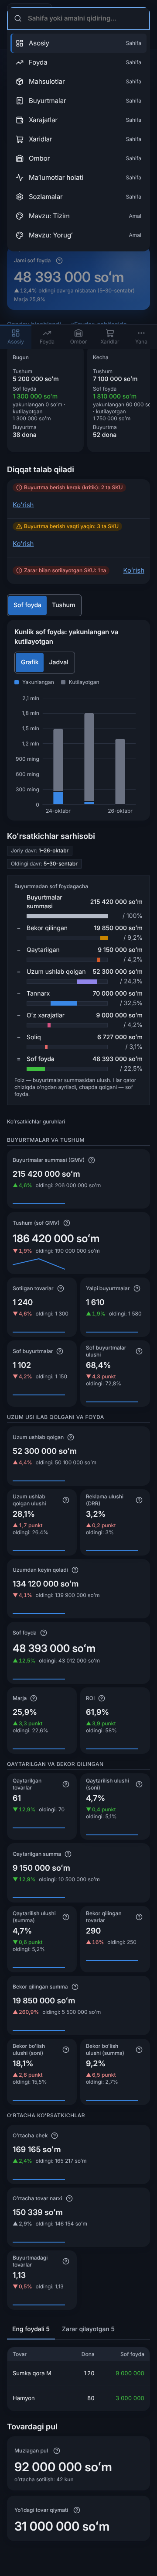 Sahifa yoki amalni qidiring...
Asosiy Sahifa
Foyda Sahifa
Mahsulotlar Sahifa
Buyurtmalar Sahifa
Xarajatlar Sahifa
Xaridlar Sahifa
Ombor Sahifa
Ma'lumotlar holati Sahifa
Sozlamalar Sahifa
Mavzu: Tizim Amal
Mavzu: Yorug' Amal
Jami sof foyda
48 393 000 so'm
▲12,4% oldingi davrga nisbatan (5-30-sentabr)
Marja 25,9%
Asosiy Foyda Ombor Xaridlar Yana
Bugun
Tushum
5 200 000 so'm
Sof foyda
1 300 000 so'm
yakunlangan 0 so'm ·
kutilayotgan
1 300 000 so'm
Buyurtma
38 dona
Kecha
Tushum
7 100 000 so'm
Sof foyda
1 810 000 so'm
yakunlangan 60 000 so
· kutilayotgan
1 750 000 so'm
Buyurtma
52 dona
Diqqat talab qiladi
Buyurtma berish kerak (kritik): 2 ta SKU
Ko'rish
Buyurtma berish vaqti yaqin: 3 ta SKU
Ko'rish
Zarar bilan sotilayotgan SKU: 1 ta Ko'rish
Sof foyda Tushum
Kunlik sof foyda: yakunlangan va
kutilayotgan
Grafik Jadval
Yakunlangan Kutilayotgan
2,1 mln
1,8 mln
1,5 mln
1,2 mln
900 ming
600 ming
300 ming
0
24-oktabr 26-oktabr
Ko'rsatkichlar sarhisobi
Joriy davr: 1-26-oktabr
Oldingi davr: 5-30-sentabr
Buyurtmadan sof foydagacha
Buyurtmalar
summasi
215 420 000 so'm
/ 100%
− Bekor qilingan 19 850 000 so'm
/ 9,2%
− Qaytarilgan 9 150 000 so'm
/ 4,2%
− Uzum ushlab qolgan 52 300 000 so'm
/ 24,3%
− Tannarx 70 000 000 so'm
/ 32,5%
− O'z xarajatlar 9 000 000 so'm
/ 4,2%
− Soliq 6 727 000 so'm
/ 3,1%
= Sof foyda 48 393 000 so'm
/ 22,5%
Foiz — buyurtmalar summasidan ulush. Har qator
chiziqda o'ngdan ayriladi, chapda qolgani — sof
foyda.
Ko'rsatkichlar guruhlari
BUYURTMALAR VA TUSHUM
Buyurtmalar summasi (GMV)
215 420 000 so'm
▲4,6% oldingi: 206 000 000 so'm
Tushum (sof GMV)
186 420 000 so'm
▼1,9% oldingi: 190 000 000 so'm
Sotilgan tovarlar
1 240
▼4,6% oldingi: 1 300
Yalpi buyurtmalar
1 610
▲1,9% oldingi: 1 580
Sof buyurtmalar
1 102
▼4,2% oldingi: 1 150
Sof buyurtmalar
ulushi
68,4%
▼4,3 punkt
oldingi: 72,8%
UZUM USHLAB QOLGANI VA FOYDA
Uzum ushlab qolgan
52 300 000 so'm
▲4,4% oldingi: 50 100 000 so'm
Uzum ushlab
qolgan ulushi
28,1%
▲1,7 punkt
oldingi: 26,4%
Reklama ulushi
(DRR)
3,2%
▲0,2 punkt
oldingi: 3%
Uzumdan keyin qoladi
134 120 000 so'm
▼4,1% oldingi: 139 900 000 so'm
Sof foyda
48 393 000 so'm
▲12,5% oldingi: 43 012 000 so'm
Marja
25,9%
▲3,3 punkt
oldingi: 22,6%
ROI
61,9%
▲3,9 punkt
oldingi: 58%
QAYTARILGAN VA BEKOR QILINGAN
Qaytarilgan
tovarlar
61
▼12,9% oldingi: 70
Qaytarilish ulushi
(soni)
4,7%
▼0,4 punkt
oldingi: 5,1%
Qaytarilgan summa
9 150 000 so'm
▼12,9% oldingi: 10 500 000 so'm
Qaytarilish ulushi
(summa)
4,7%
▼0,6 punkt
oldingi: 5,2%
Bekor qilingan
tovarlar
290
▲16% oldingi: 250
Bekor qilingan summa
19 850 000 so'm
▲260,9% oldingi: 5 500 000 so'm
Bekor bo'lish
ulushi (soni)
18,1%
▲2,6 punkt
oldingi: 15,5%
Bekor bo'lish
ulushi (summa)
9,2%
▲6,5 punkt
oldingi: 2,7%
O'RTACHA KO'RSATKICHLAR
O'rtacha chek
169 165 so'm
▲2,4% oldingi: 165 217 so'm
O'rtacha tovar narxi
150 339 so'm
▲2,9% oldingi: 146 154 so'm
Buyurtmadagi
tovarlar
1,13
▼0,5% oldingi: 1,13
Eng foydali 5 Zarar qilayotgan 5
Tovar Dona Sof foyda
Sumka qora M 120 9 000 000
Hamyon 80 3 000 000
Tovardagi pul
Muzlagan pul
92 000 000 so'm
o'rtacha sotilish: 42 kun
Yo'ldagi tovar qiymati
31 000 000 so'm